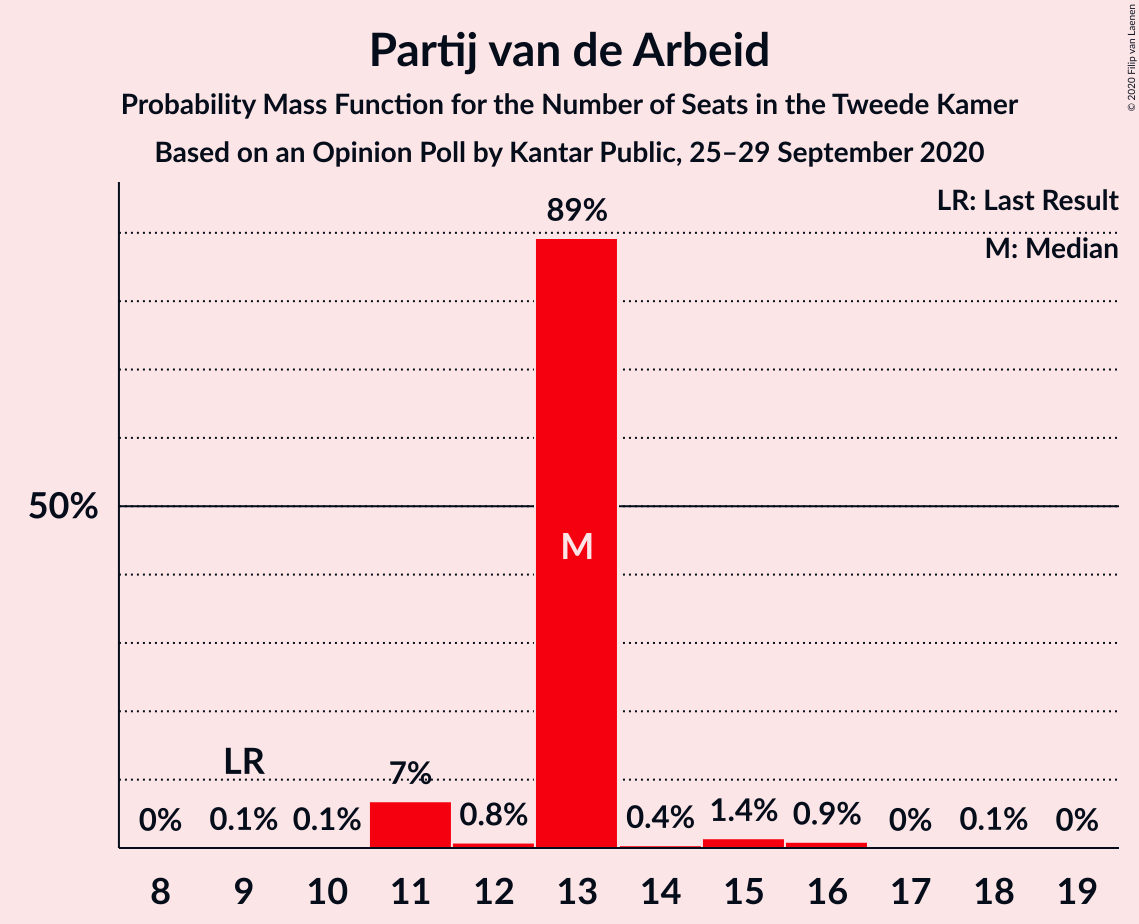 Partij van de Arbeid
Probability Mass Function for the Number of Seats in the Tweede Kamer
Based on an Opinion Poll by Kantar Public, 25–29 September 2020
© 2020 Filip van Laenen
LR: Last Result
M: Median
89%
50%
M
LR
0% 0.1% 0.1% 7% 0.8% 0.4% 1.4% 0.9% 0% 0.1% 0%
8 9 10 11 12 13 14 15 16 17 18 19